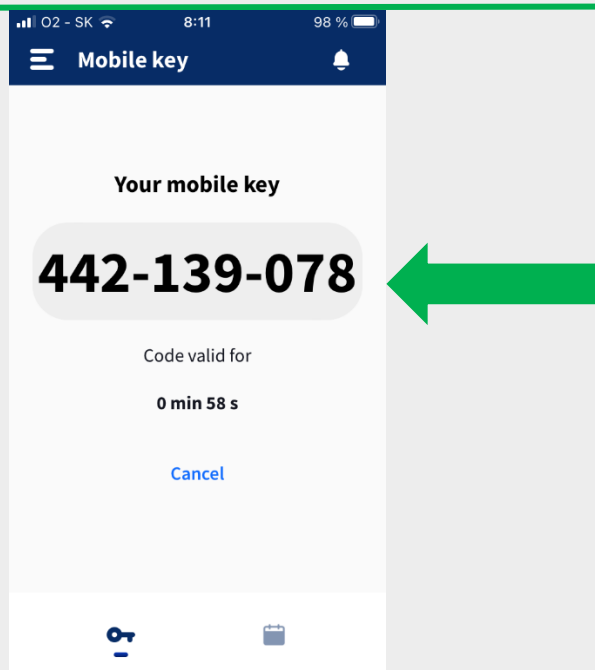 O2 - SK 8:11 98 %
Mobile key
Your mobile key
442-139-078
Code valid for
0 min 58 s
Cancel